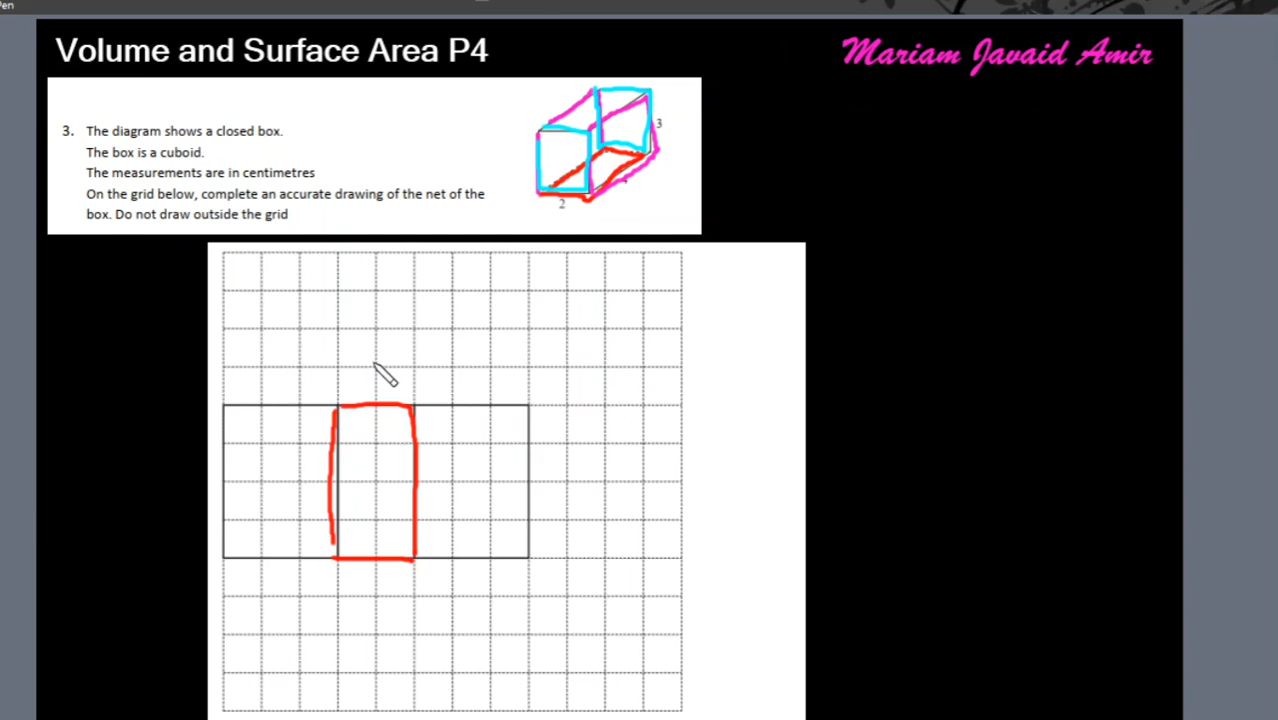 Pen
Volume and Surface Area P4
Mariam Javaid Amir
3. The diagram shows a closed box.
The box is a cuboid.
The measurements are in centimetres
On the grid below, complete an accurate drawing of the net of the
box. Do not draw outside the grid
3
2